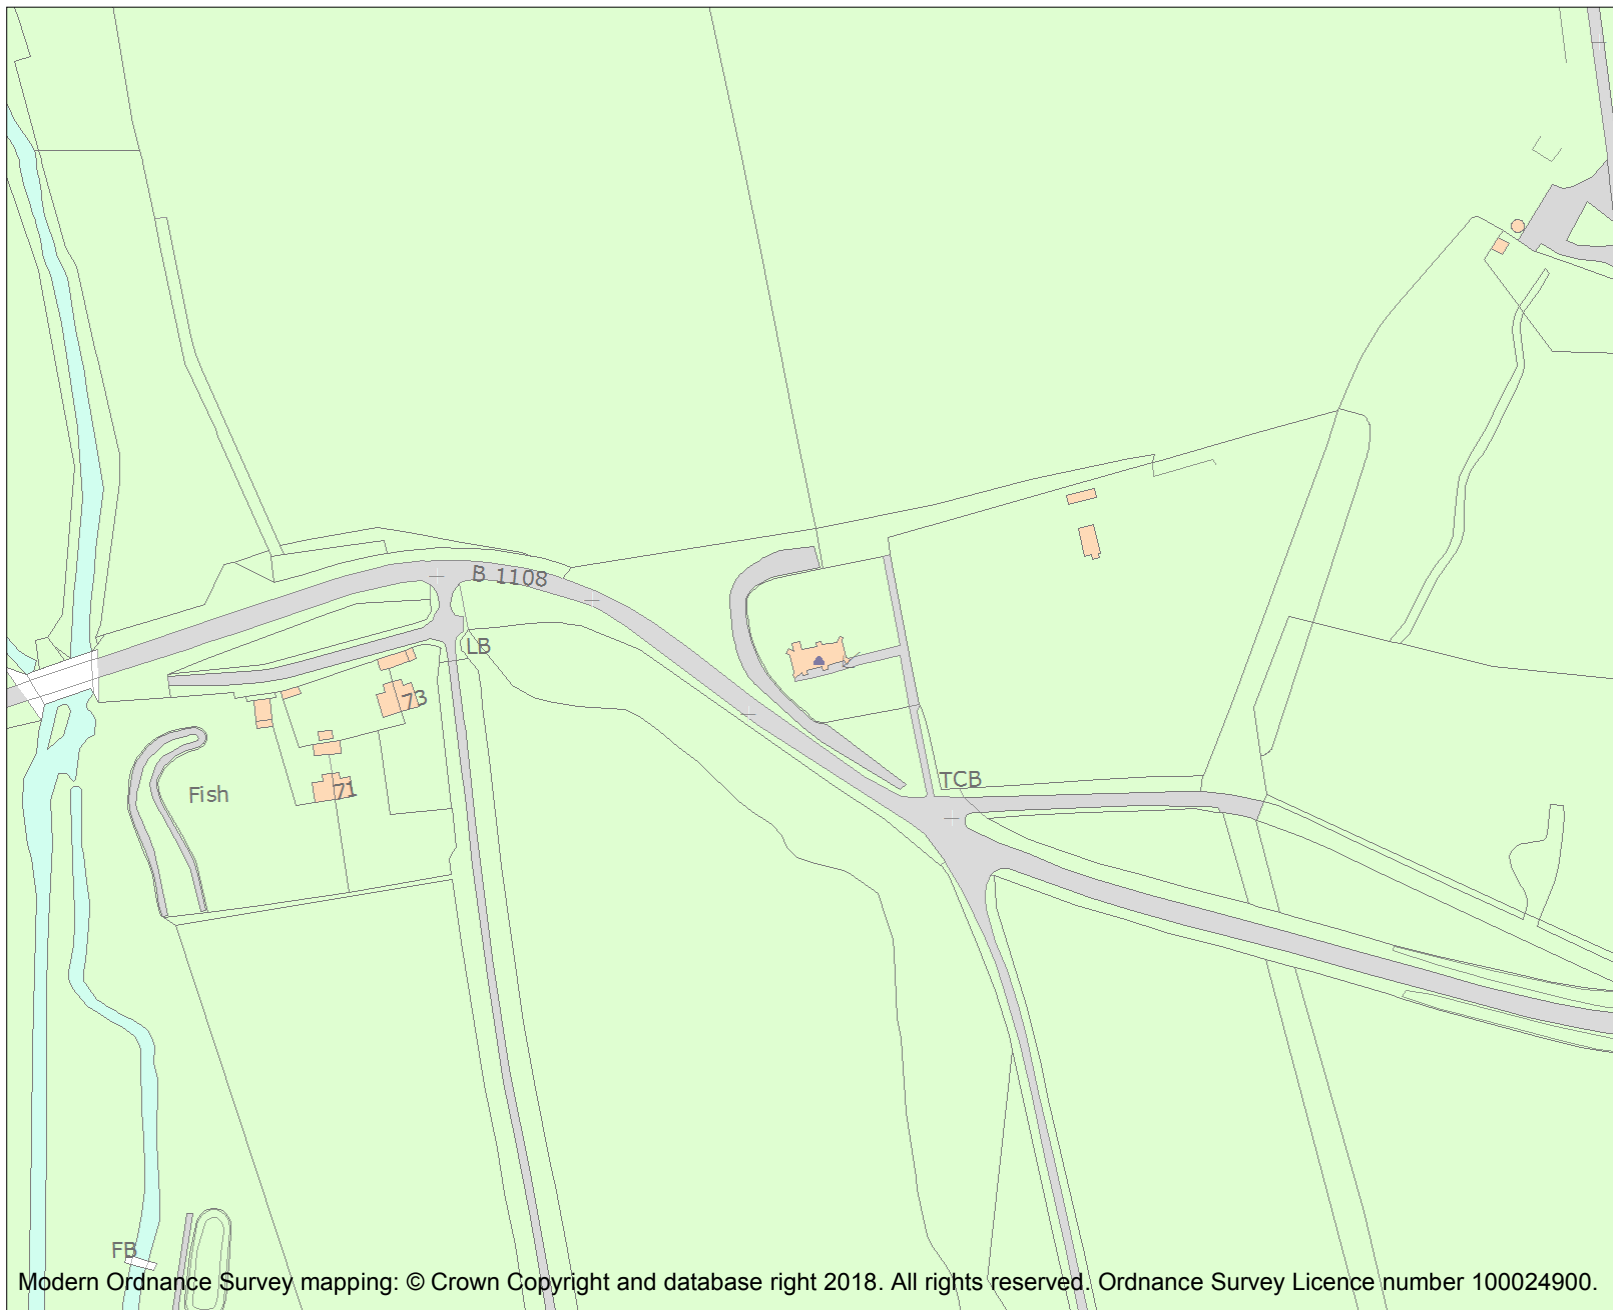 B 1108
LB
73
TCB
71
Fish
FB
Modern Ordnance Survey mapping: © Crown Copyright and database right 2018. All rights reserved. Ordnance Survey Licence number 100024900.